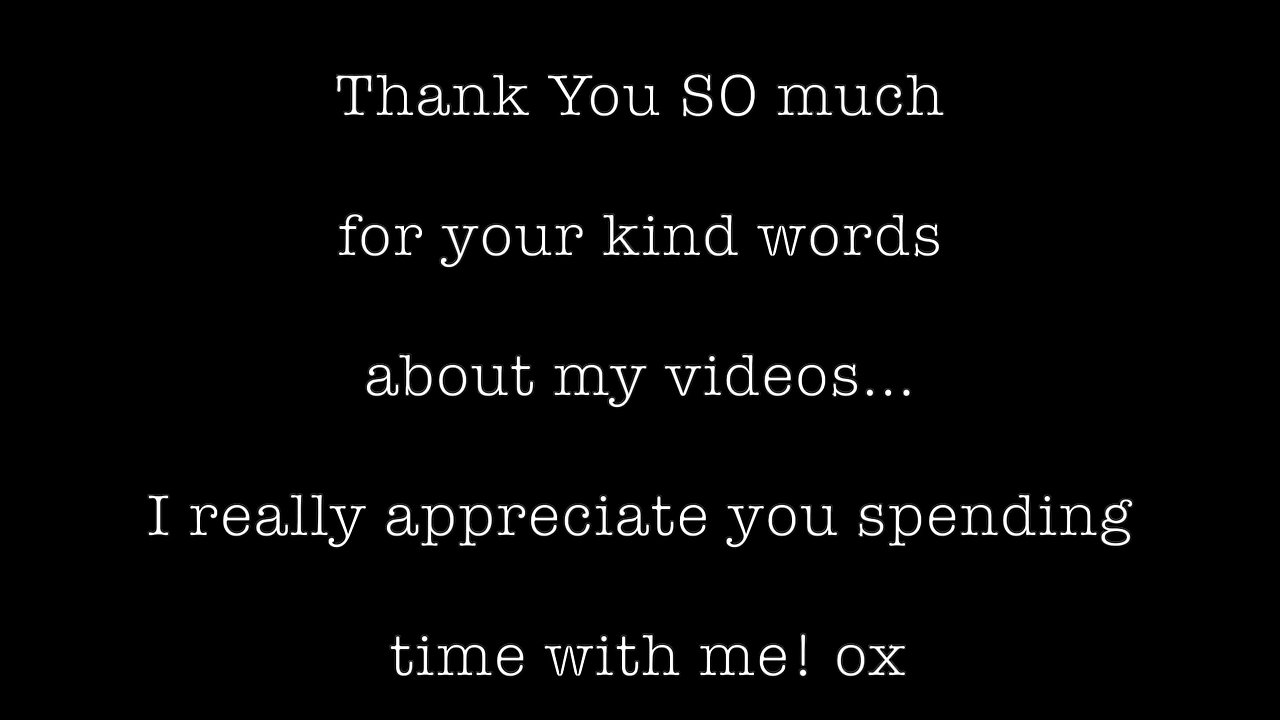 Thank You SO much
for your kind words
about my videos...
I really appreciate you spending
time with me! ox